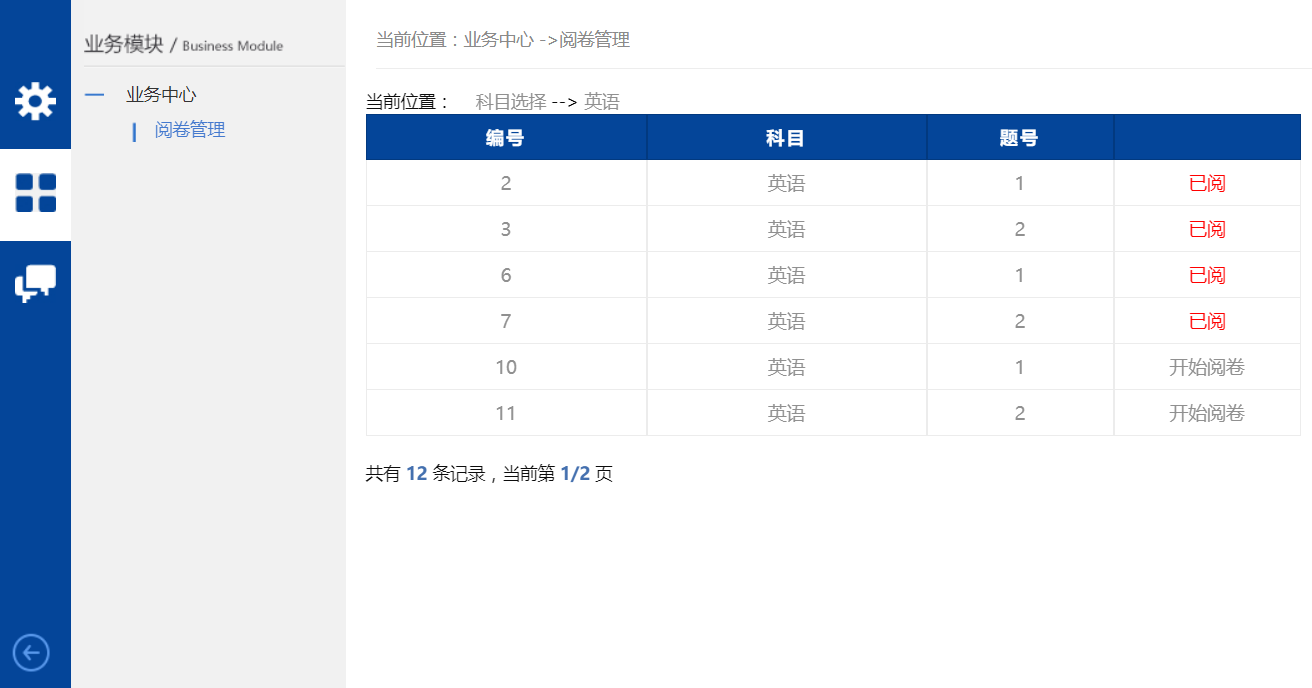 业务模块 / Business Module
业务中心
阅卷管理
当前位置：业务中心 ->阅卷管理
当前位置： 科目选择 --> 英语
编号 科目 题号
2 英语 1 已阅
3 英语 2 已阅
6 英语 1 已阅
7 英语 2 已阅
10 英语 1 开始阅卷
11 英语 2 开始阅卷
共有 12 条记录，当前第 1/2 页